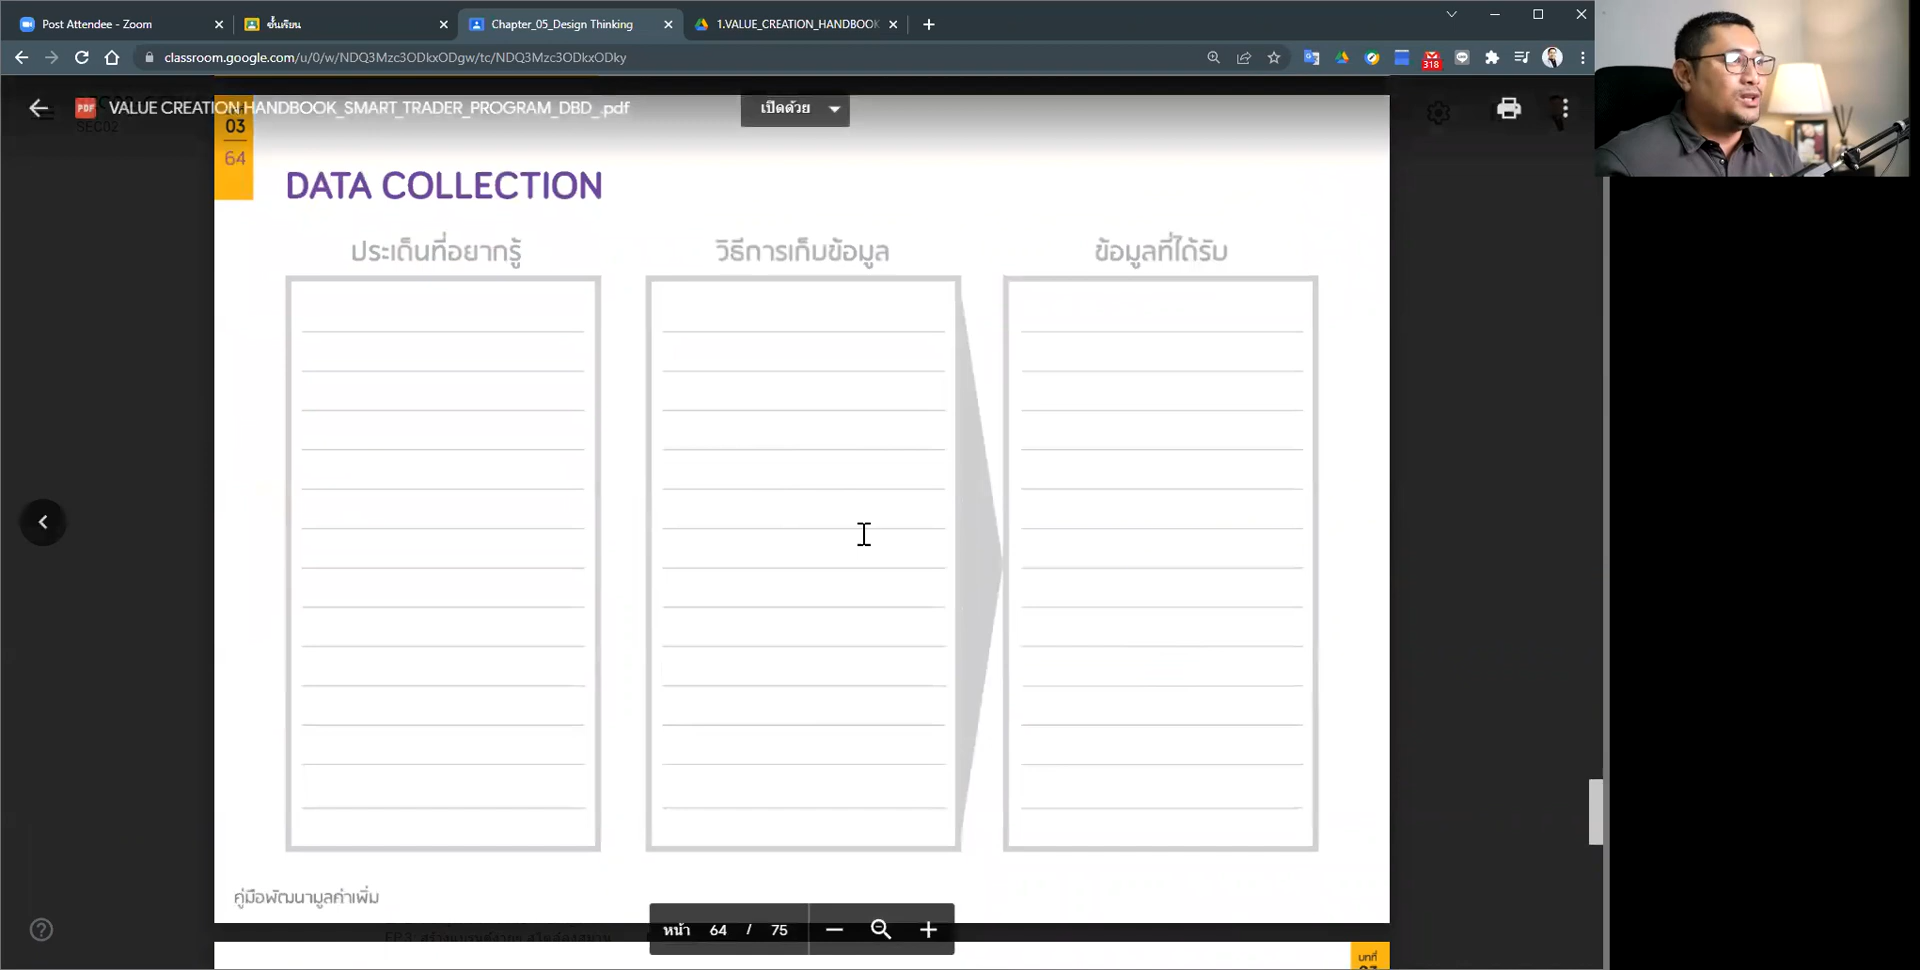 Post Attendee - Zoom
ชั้นเรียน
Chapter_05_Design Thinking
1.VALUE_CREATION_HANDBOOK
classroom.google.com/u/0/w/NDQ3Mzc3ODkxODgw/tc/NDQ3Mzc3ODkxODky
318
PDF
VALUE CREATION HANDBOOK_SMART_TRADER_PROGRAM_DBD_.pdf
เปิดด้วย
SEC02
03
64
DATA COLLECTION
ประเด็นที่อยากรู้
วิธีการเก็บข้อมูล
ข้อมูลที่ได้รับ
คู่มือพัฒนามูลค่าเพิ่ม
หน้า 64 / 75
บทที่